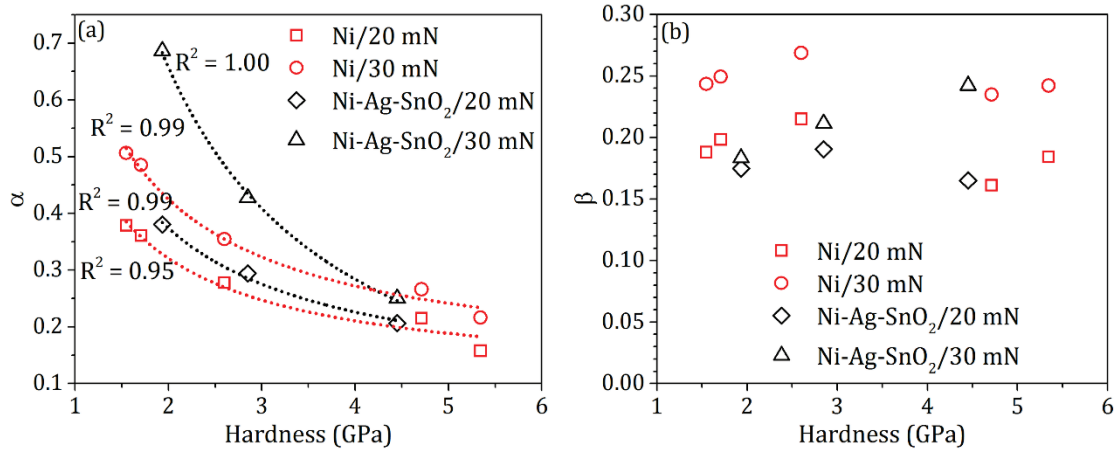 (a)
R² = 1.00
R² = 0.99
R² = 0.99
R² = 0.95
Ni/20 mN
Ni/30 mN
Ni-Ag-SnO₂/20 mN
Ni-Ag-SnO₂/30 mN
0.7
0.6
0.5
0.4
0.3
0.2
0.1
α
1 2 3 4 5 6
Hardness (GPa)
(b)
0.30
0.25
0.20
0.15
0.10
0.05
0.00
β
Ni/20 mN
Ni/30 mN
Ni-Ag-SnO₂/20 mN
Ni-Ag-SnO₂/30 mN
1 2 3 4 5 6
Hardness (GPa)